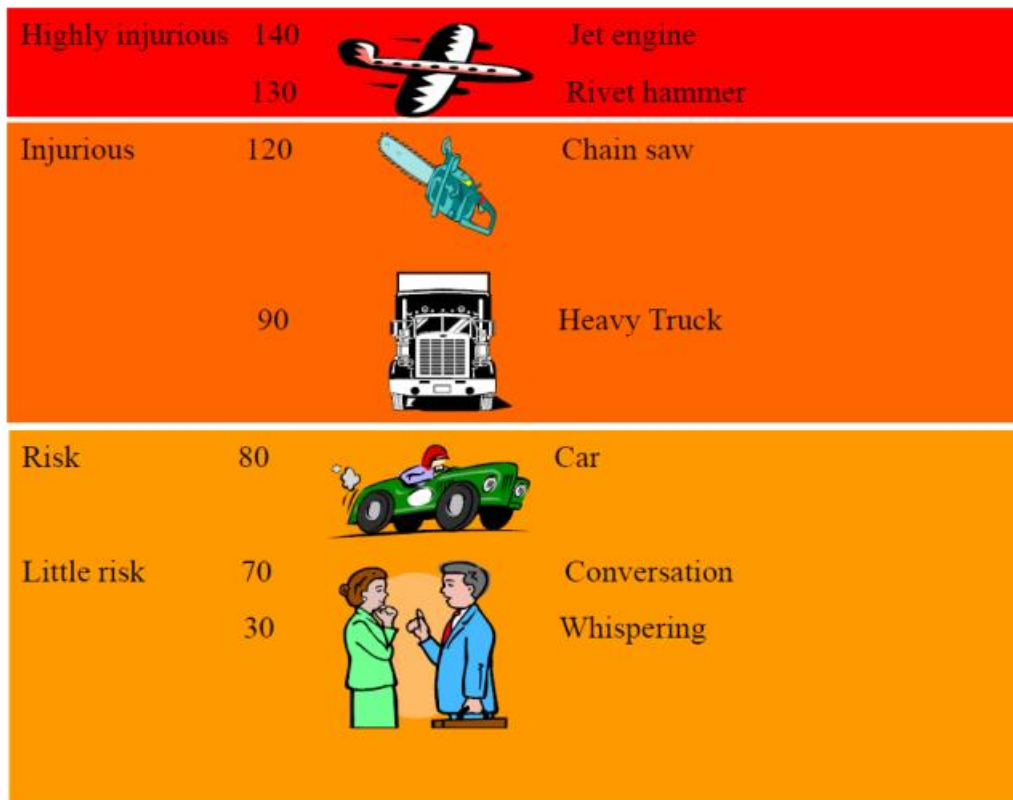 Highly injurious 140 Jet engine
130 Rivet hammer
Injurious 120 Chain saw
90 Heavy Truck
Risk 80 Car
Little risk 70 Conversation
30 Whispering